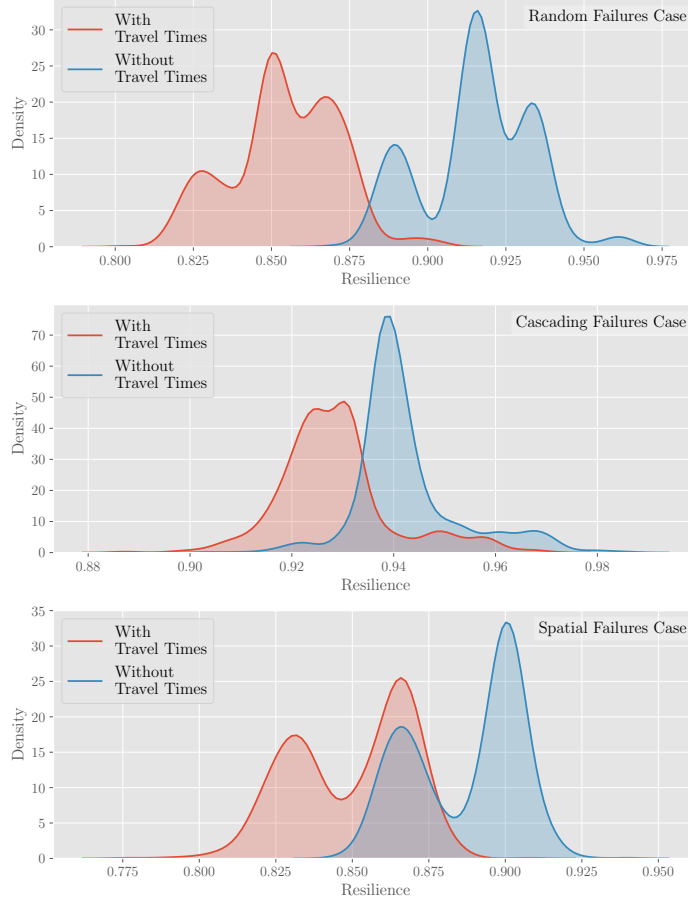 With
Travel Times
Without
Travel Times
Random Failures Case
30
25
20
15
10
5
0
Density
0.800 0.825 0.850 0.875 0.900 0.925 0.950 0.975
Resilience
With
Travel Times
Without
Travel Times
Cascading Failures Case
70
60
50
40
30
20
10
0
Density
0.88 0.90 0.92 0.94 0.96 0.98
Resilience
With
Travel Times
Without
Travel Times
Spatial Failures Case
35
30
25
20
15
10
5
0
Density
0.775 0.800 0.825 0.850 0.875 0.900 0.925 0.950
Resilience